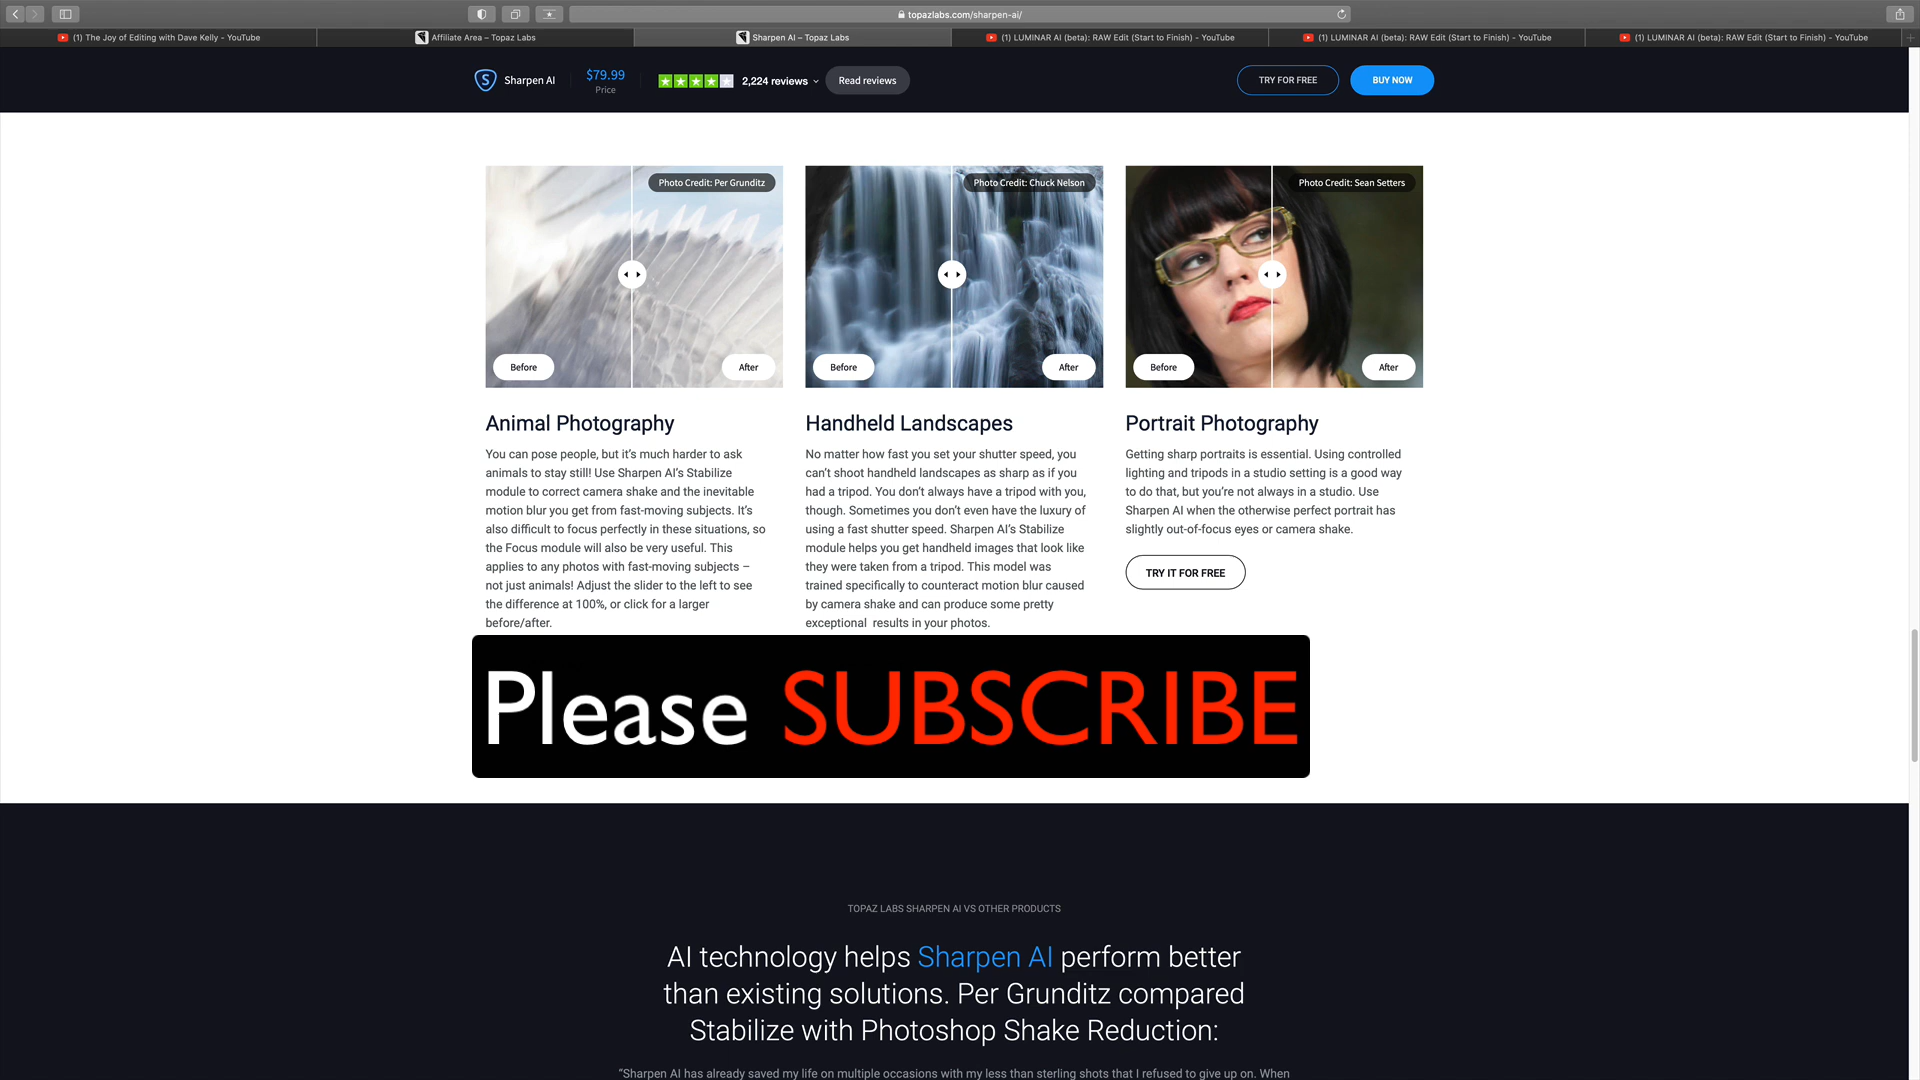 topazlabs.com/sharpen-ai/
(1) The Joy of Editing with Dave Kelly - YouTube
Affiliate Area – Topaz Labs
Sharpen AI – Topaz Labs
(1) LUMINAR AI (beta): RAW Edit (Start to Finish) - YouTube
(1) LUMINAR AI (beta): RAW Edit (Start to Finish) - YouTube
(1) LUMINAR AI (beta): RAW Edit (Start to Finish) - YouTube
S Sharpen AI
$79.99
Price
2,224 reviews
Read reviews
TRY FOR FREE
BUY NOW
Photo Credit: Per Grunditz
Before
After
Photo Credit: Chuck Nelson
Before
After
Photo Credit: Sean Setters
Before
After
Animal Photography
You can pose people, but it’s much harder to ask
animals to stay still! Use Sharpen AI’s Stabilize
module to correct camera shake and the inevitable
motion blur you get from fast-moving subjects. It’s
also difficult to focus perfectly in these situations, so
the Focus module will also be very useful. This
applies to any photos with fast-moving subjects –
not just animals! Adjust the slider to the left to see
the difference at 100%, or click for a larger
before/after.
Handheld Landscapes
No matter how fast you set your shutter speed, you
can’t shoot handheld landscapes as sharp as if you
had a tripod. You don’t always have a tripod with you,
though. Sometimes you don’t even have the luxury of
using a fast shutter speed. Sharpen AI’s Stabilize
module helps you get handheld images that look like
they were taken from a tripod. This model was
trained specifically to counteract motion blur caused
by camera shake and can produce some pretty
exceptional  results in your photos.
Portrait Photography
Getting sharp portraits is essential. Using controlled
lighting and tripods in a studio setting is a good way
to do that, but you’re not always in a studio. Use
Sharpen AI when the otherwise perfect portrait has
slightly out-of-focus eyes or camera shake.
TRY IT FOR FREE
Please SUBSCRIBE
TOPAZ LABS SHARPEN AI VS OTHER PRODUCTS
AI technology helps Sharpen AI perform better
than existing solutions. Per Grunditz compared
Stabilize with Photoshop Shake Reduction:
“Sharpen AI has already saved my life on multiple occasions with my less than sterling shots that I refused to give up on. When